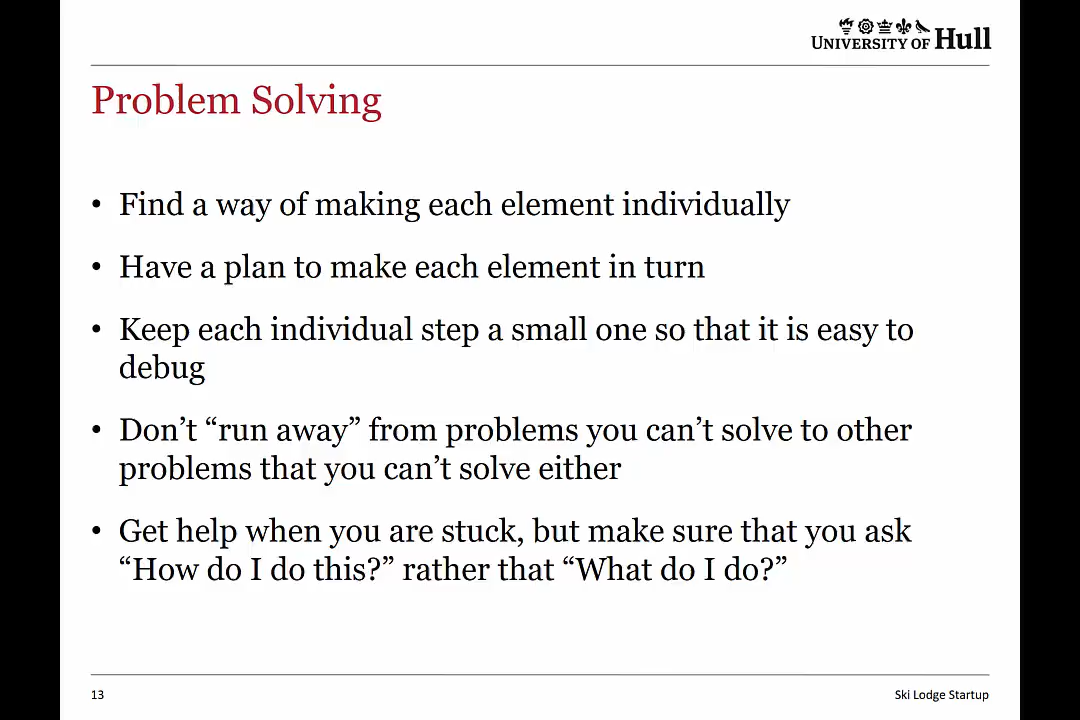 UNIVERSITY OF Hull
Problem Solving
• Find a way of making each element individually
• Have a plan to make each element in turn
• Keep each individual step a small one so that it is easy to
debug
• Don’t “run away” from problems you can’t solve to other
problems that you can’t solve either
• Get help when you are stuck, but make sure that you ask
“How do I do this?” rather that “What do I do?”
13
Ski Lodge Startup